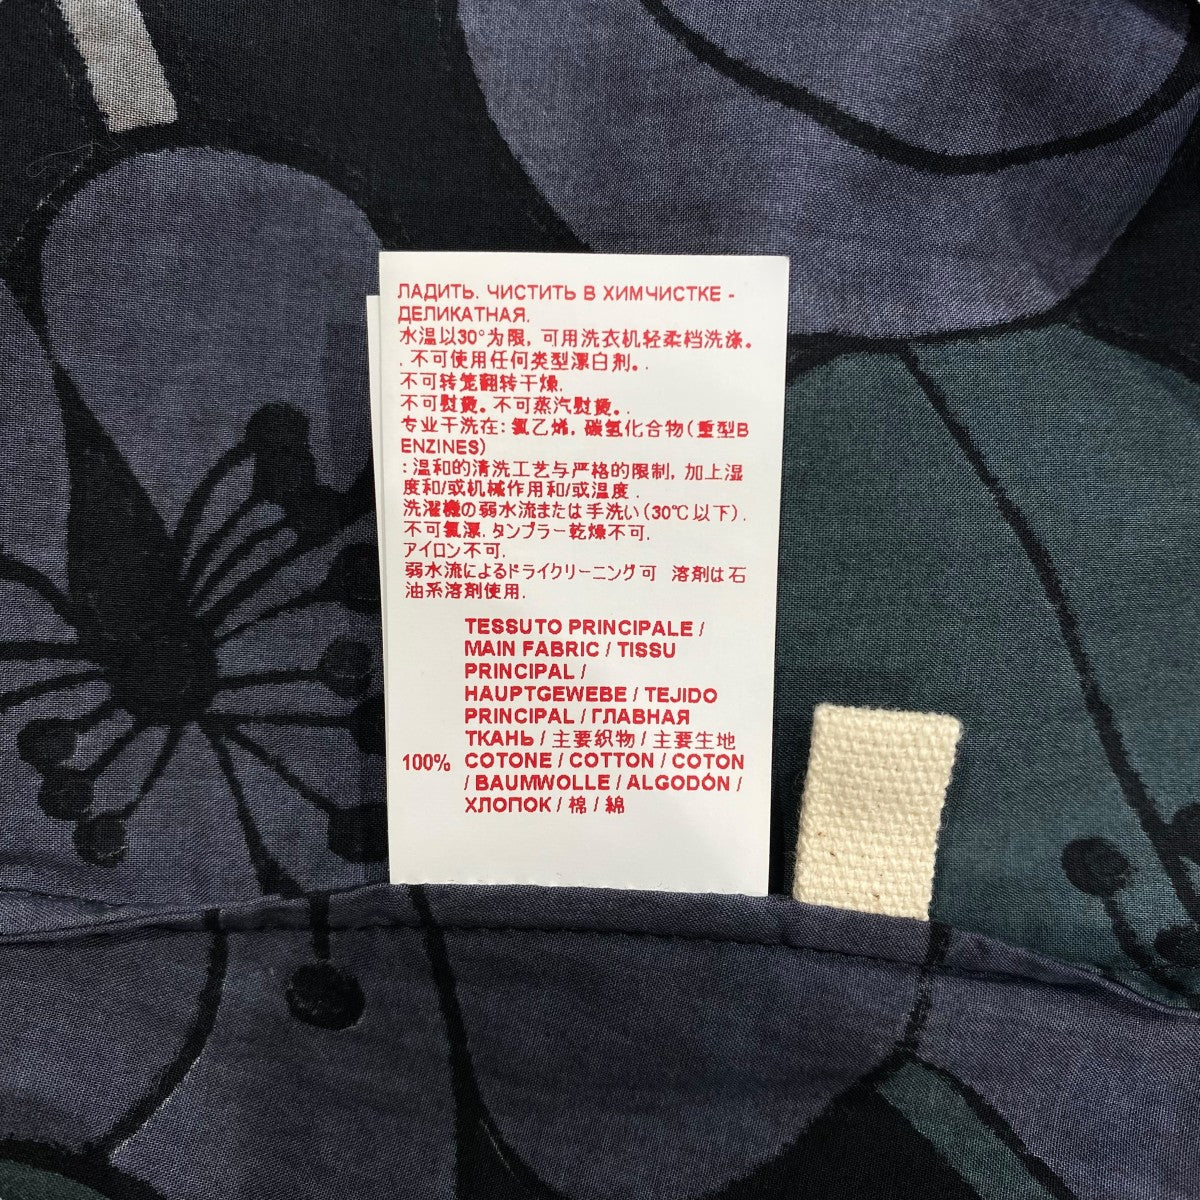 ЛАДИТЬ. ЧИСТИТЬ В ХИМЧИСТКЕ -
ДЕЛИКАТНАЯ.
水温以30°为限, 可用洗衣机轻柔档洗涤。
. 不可使用任何类型漂白剂。.
不可转笼翻转干燥.
不可熨烫。不可蒸汽熨烫。.
专业干洗在: 氯乙烯, 碳氢化合物(重型B
ENZINES)
: 温和的清洗工艺与严格的限制, 加上湿
度和/或机械作用和/或温度 .
洗濯機の弱水流または手洗い (30℃以下).
不可氯漂. タンブラー乾燥不可.
アイロン不可.
弱水流によるドライクリーニング可 溶剤は石
油系溶剤使用.
TESSUTO PRINCIPALE /
MAIN FABRIC / TISSU
PRINCIPAL /
HAUPTGEWEBE / TEJIDO
PRINCIPAL / ГЛАВНАЯ
ТКАНЬ / 主要织物 / 主要生地
100% COTONE / COTTON / COTON
/ BAUMWOLLE / ALGODÓN /
ХЛОПОК / 棉 / 綿